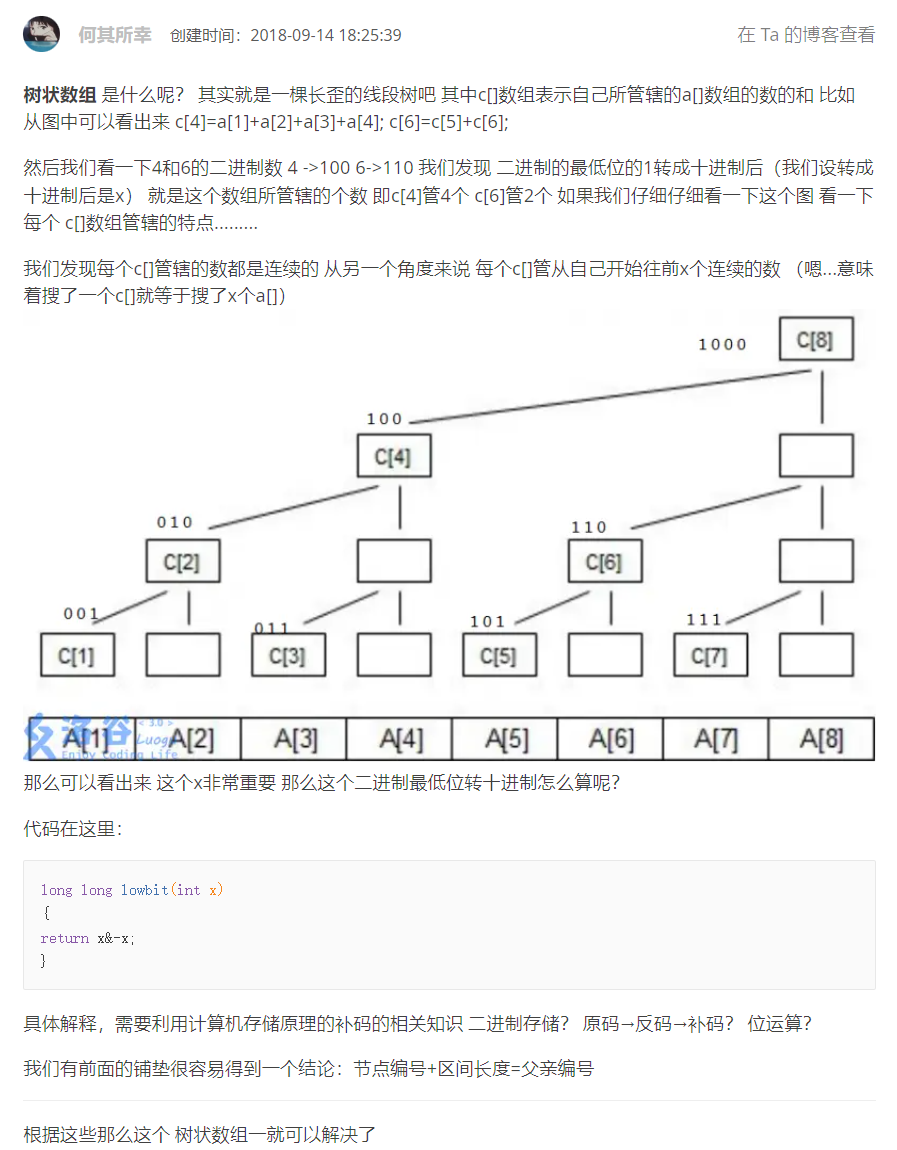 何其所幸 创建时间：2018-09-14 18:25:39 在 Ta 的博客查看
树状数组 是什么呢？ 其实就是一棵长歪的线段树吧 其中c[]数组表示自己所管辖的a[]数组的数的和 比如
从图中可以看出来 c[4]=a[1]+a[2]+a[3]+a[4]; c[6]=c[5]+c[6];
然后我们看一下4和6的二进制数 4 ->100 6->110 我们发现 二进制的最低位的1转成十进制后（我们设转成
十进制后是x） 就是这个数组所管辖的个数 即c[4]管4个 c[6]管2个 如果我们仔细仔细看一下这个图 看一下
每个 c[]数组管辖的特点.........
我们发现每个c[]管辖的数都是连续的 从另一个角度来说 每个c[]管从自己开始往前x个连续的数 （嗯...意味
着搜了一个c[]就等于搜了x个a[]）
1000 C[8]
100
C[4]
010 110
C[2] C[6]
001 011 101 111
C[1] C[3] C[5] C[7]
A[1] A[2] A[3] A[4] A[5] A[6] A[7] A[8]
洛谷 < 3.0 >
Luogu
Enjoy Coding Life
那么可以看出来 这个x非常重要 那么这个二进制最低位转十进制怎么算呢？
代码在这里：
long long lowbit(int x)
{
return x&-x;
}
具体解释，需要利用计算机存储原理的补码的相关知识 二进制存储？ 原码→反码→补码？ 位运算？
我们有前面的铺垫很容易得到一个结论：节点编号+区间长度=父亲编号
根据这些那么这个 树状数组一就可以解决了